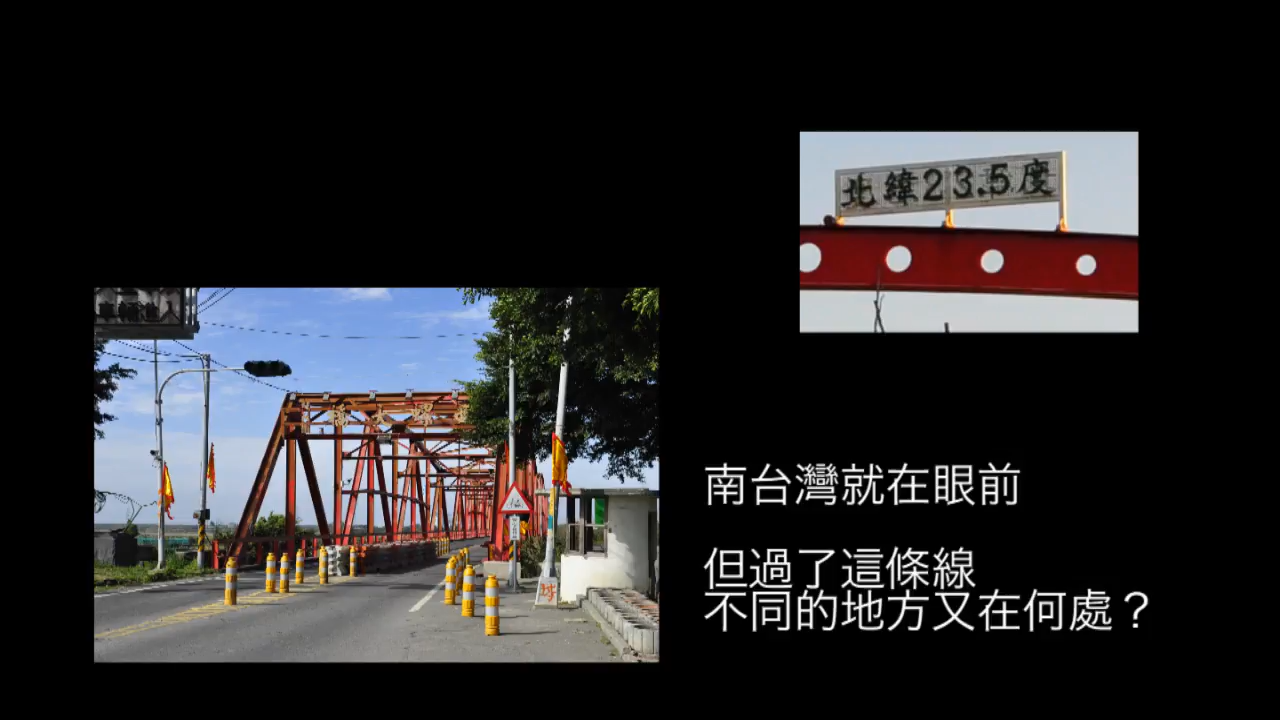 北緯23.5度
南台灣就在眼前
但過了這條線
不同的地方又在何處？